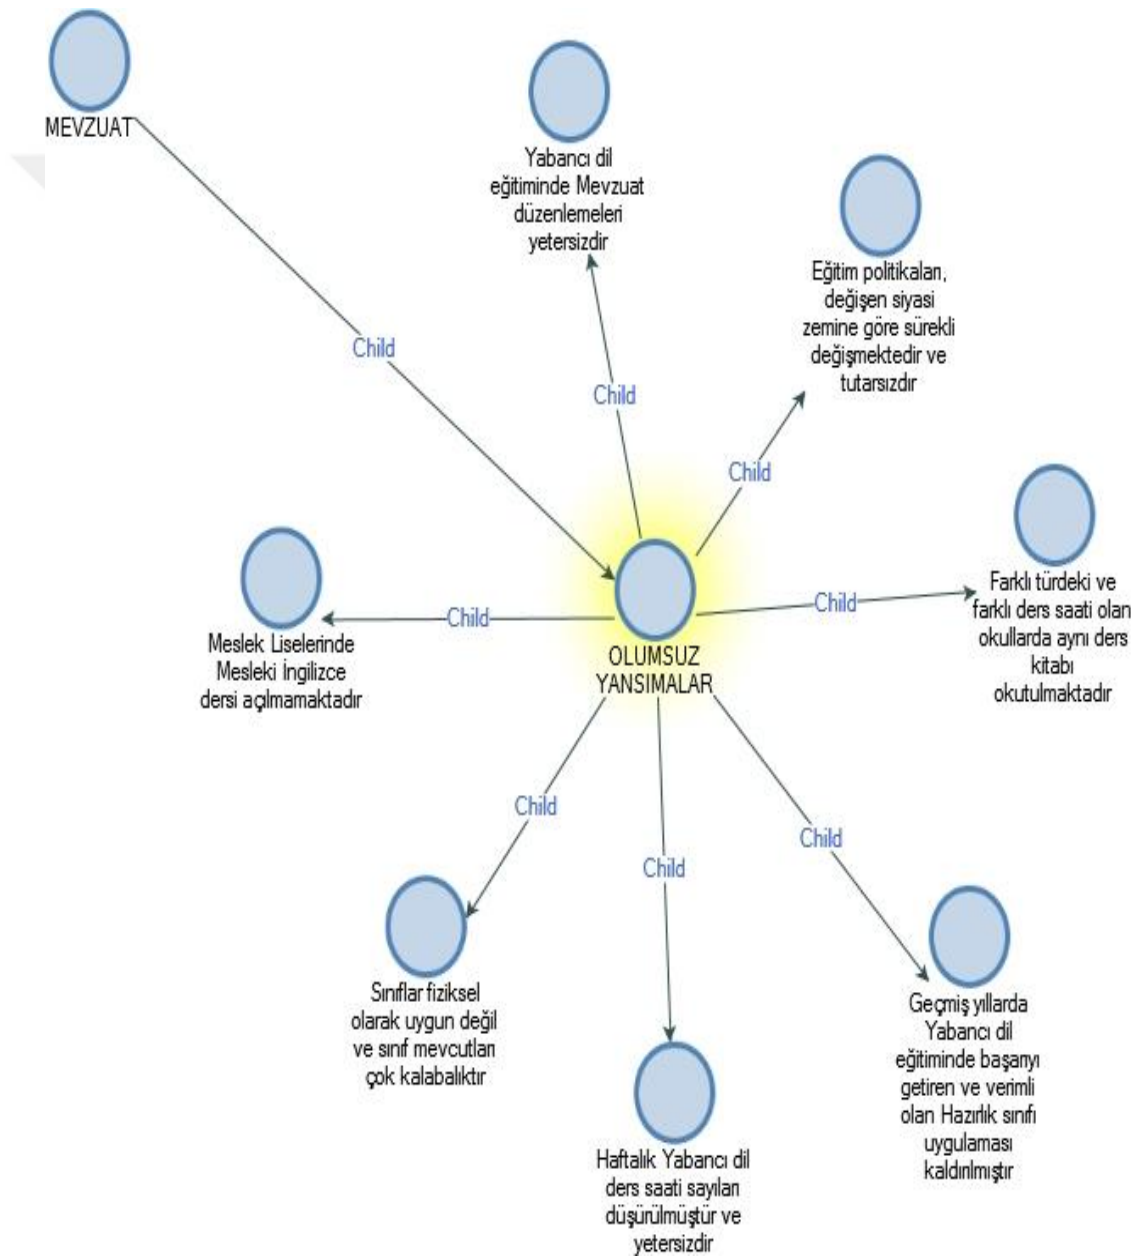 MEVZUAT
Yabancı dil
eğitiminde Mevzuat
düzenlemeleri
yetersizdir
Eğitim politikaları,
değişen siyasi
zemine göre sürekli
değişmektedir ve
tutarsızdır
Child
Child
Child
Farklı türdeki ve
farklı ders saati olan
okullarda aynı ders
kitabı
okutulmaktadır
Child
Child
Meslek Liselerinde
Mesleki İngilizce
dersi açılmamaktadır
OLUMSUZ
YANSIMALAR
Child
Child
Child
Sınıflar fiziksel
olarak uygun değil
ve sınıf mevcutları
çok kalabalıktır
Geçmiş yıllarda
Yabancı dil
eğitiminde başarıyı
getiren ve verimli
olan Hazırlık sınıfı
uygulaması
kaldırılmıştır
Haftalık Yabancı dil
ders saati sayıları
düşürülmüştür ve
yetersizdir